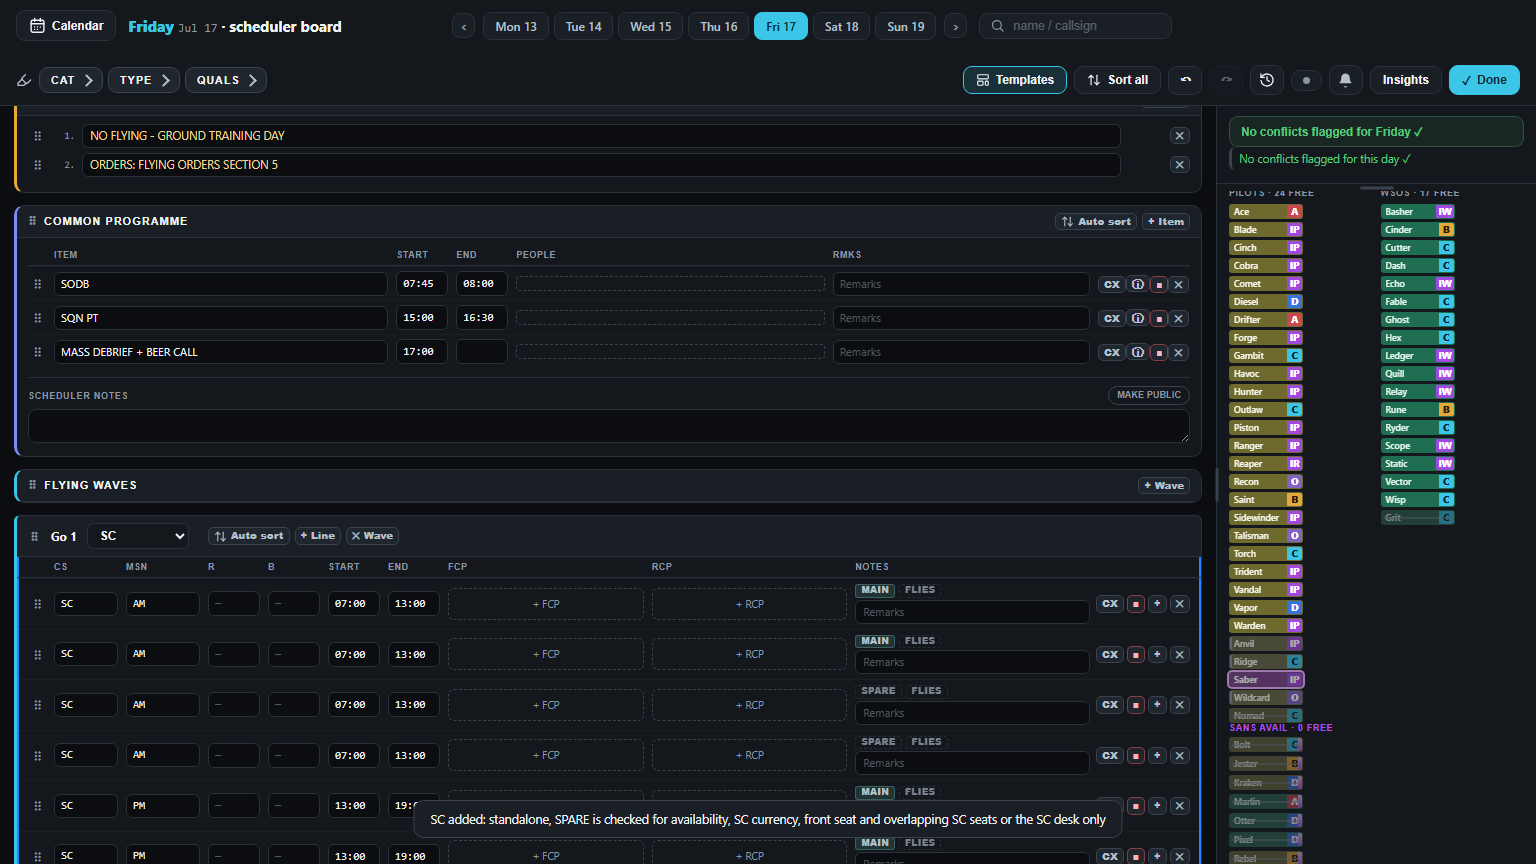 Calendar
Friday Jul 17 · scheduler board
‹ Mon 13 Tue 14 Wed 15 Thu 16 Fri 17 Sat 18 Sun 19 ›
name / callsign
CAT TYPE QUALS
Templates Sort all Insights ✓ Done
1. NO FLYING - GROUND TRAINING DAY
2. ORDERS: FLYING ORDERS SECTION 5
COMMON PROGRAMME
Auto sort + Item
ITEM START END PEOPLE RMKS
SODB 07:45 08:00 Remarks CX
SQN PT 15:00 16:30 Remarks CX
MASS DEBRIEF + BEER CALL 17:00 Remarks CX
SCHEDULER NOTES
MAKE PUBLIC
FLYING WAVES
+ Wave
Go 1 SC Auto sort + Line ✕ Wave
CS MSN R B START END FCP RCP NOTES
SC AM – – 07:00 13:00 + FCP + RCP MAIN FLIES Remarks CX
SC AM – – 07:00 13:00 + FCP + RCP MAIN FLIES Remarks CX
SC AM – – 07:00 13:00 + FCP + RCP SPARE FLIES Remarks CX
SC AM – – 07:00 13:00 + FCP + RCP SPARE FLIES Remarks CX
SC PM – – 13:00 MAIN FLIES CX
SC PM – – 13:00 19:00 + FCP + RCP MAIN FLIES Remarks CX
SC added: standalone, SPARE is checked for availability, SC currency, front seat and overlapping SC seats or the SC desk only
No conflicts flagged for Friday ✓
No conflicts flagged for this day ✓
PILOTS · 24 FREE
Ace A
Blade IP
Cinch IP
Cobra IP
Comet IP
Diesel D
Drifter A
Forge IP
Gambit C
Havoc IP
Hunter IP
Outlaw C
Piston IP
Ranger IP
Reaper IR
Recon O
Saint B
Sidewinder IP
Talisman O
Torch C
Trident IP
Vandal IP
Vapor D
Warden IP
Anvil IP
Ridge C
Saber IP
Wildcard O
Nomad C
WSOS · 17 FREE
Basher IW
Cinder B
Cutter C
Dash C
Echo IW
Fable C
Ghost C
Hex C
Ledger IW
Quill IW
Relay IW
Rune B
Ryder C
Scope IW
Static IW
Vector C
Wisp C
Grit C
SANS AVAIL · 0 FREE
Bolt C
Jester B
Kraken D
Marlin A
Otter D
Pixel D
Rebel B